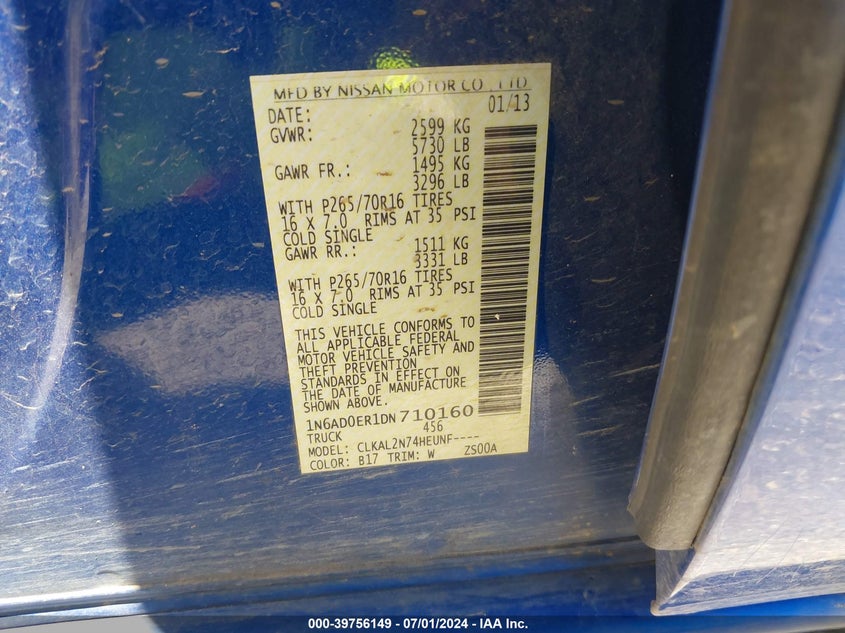 MFD BY NISSAN MOTOR CO., LTD
DATE: 01/13
GVWR: 2599 KG
5730 LB
GAWR FR.: 1495 KG
3296 LB
WITH P265/70R16 TIRES
16 X 7.0 RIMS AT 35 PSI
COLD SINGLE
GAWR RR.: 1511 KG
3331 LB
WITH P265/70R16 TIRES
16 X 7.0 RIMS AT 35 PSI
COLD SINGLE
THIS VEHICLE CONFORMS TO
ALL APPLICABLE FEDERAL
MOTOR VEHICLE SAFETY AND
THEFT PREVENTION
STANDARDS IN EFFECT ON
THE DATE OF MANUFACTURE
SHOWN ABOVE.
1N6AD0ER1DN710160
TRUCK 456
MODEL: CLKAL2N74HEUNF----
COLOR: B17 TRIM: W ZS00A
000-39756149 - 07/01/2024 - IAA Inc.